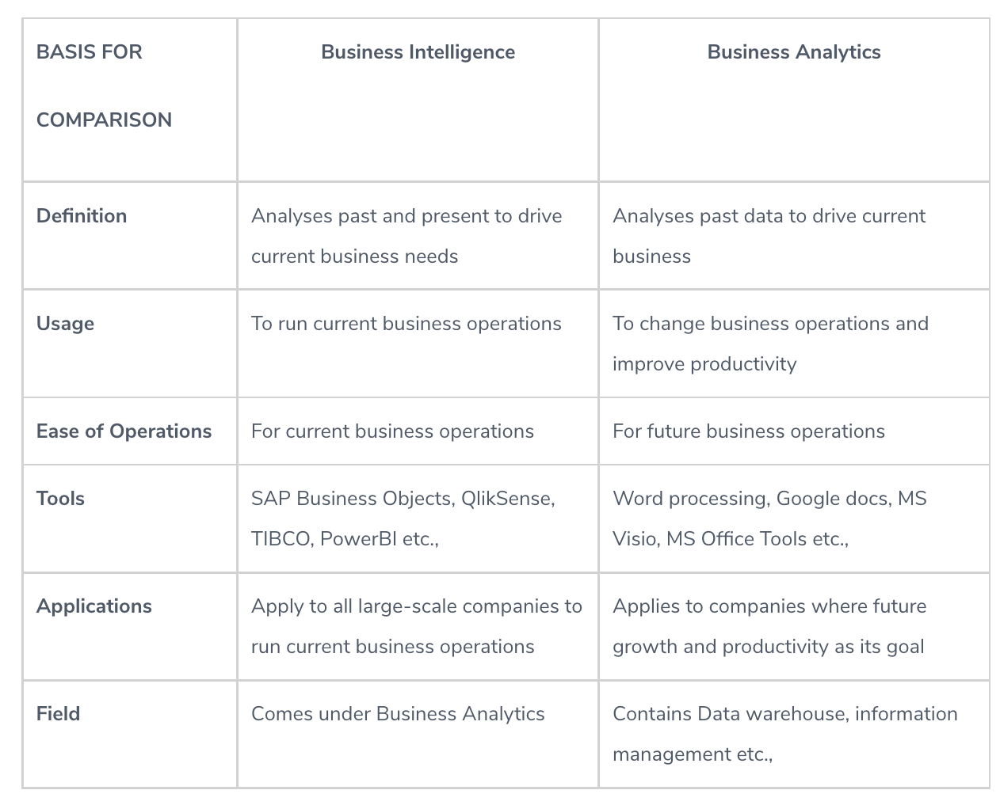 BASIS FOR
COMPARISON
Business Intelligence
Business Analytics
Definition
Analyses past and present to drive
current business needs
Analyses past data to drive current
business
Usage
To run current business operations
To change business operations and
improve productivity
Ease of Operations
For current business operations
For future business operations
Tools
SAP Business Objects, QlikSense,
TIBCO, PowerBI etc.,
Word processing, Google docs, MS
Visio, MS Office Tools etc.,
Applications
Apply to all large-scale companies to
run current business operations
Applies to companies where future
growth and productivity as its goal
Field
Comes under Business Analytics
Contains Data warehouse, information
management etc.,